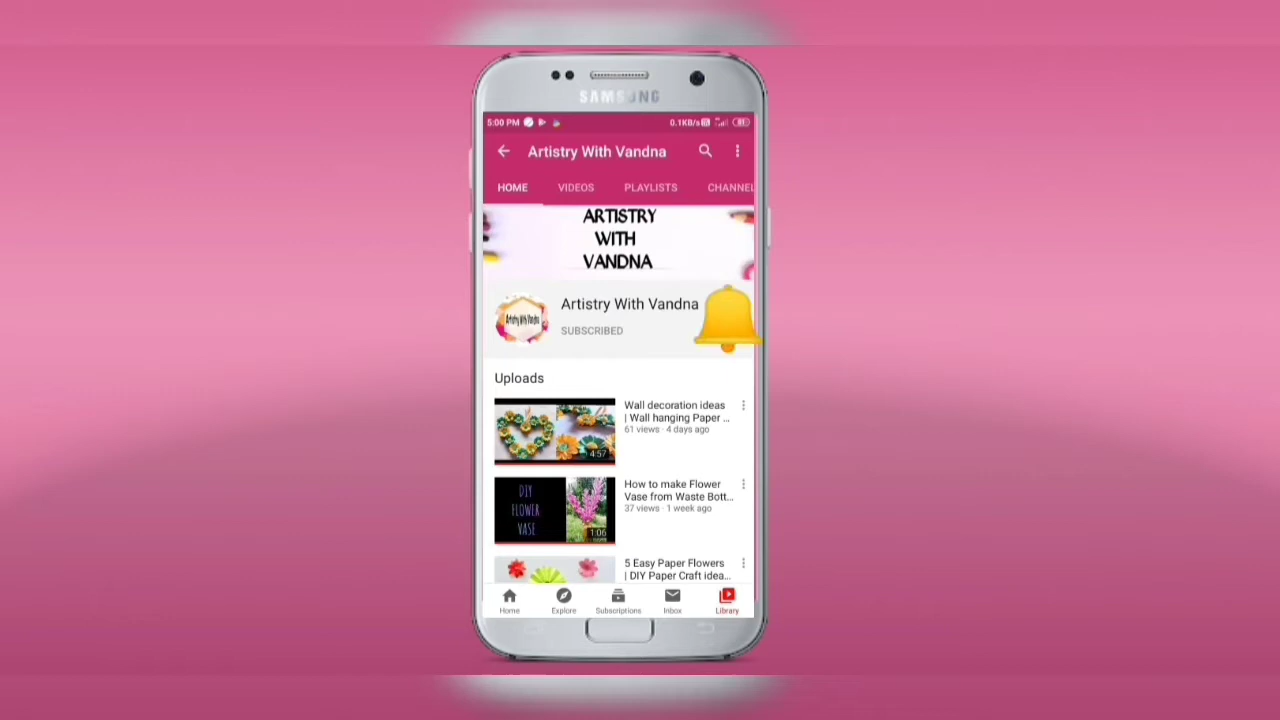 SAMSUNG
5:00 PM 0.1KB/s
Artistry With Vandna
HOME VIDEOS PLAYLISTS CHANNEL
ARTISTRY
WITH
VANDNA
Artistry With Vandna
Artistry With Vandna
SUBSCRIBED
Uploads
Wall decoration ideas
| Wall hanging Paper ...
61 views · 4 days ago
4:57
How to make Flower
Vase from Waste Bott...
37 views · 1 week ago
DIY
FLOWER
VASE
1:06
5 Easy Paper Flowers
| DIY Paper Craft idea...
Home Explore Subscriptions Inbox Library